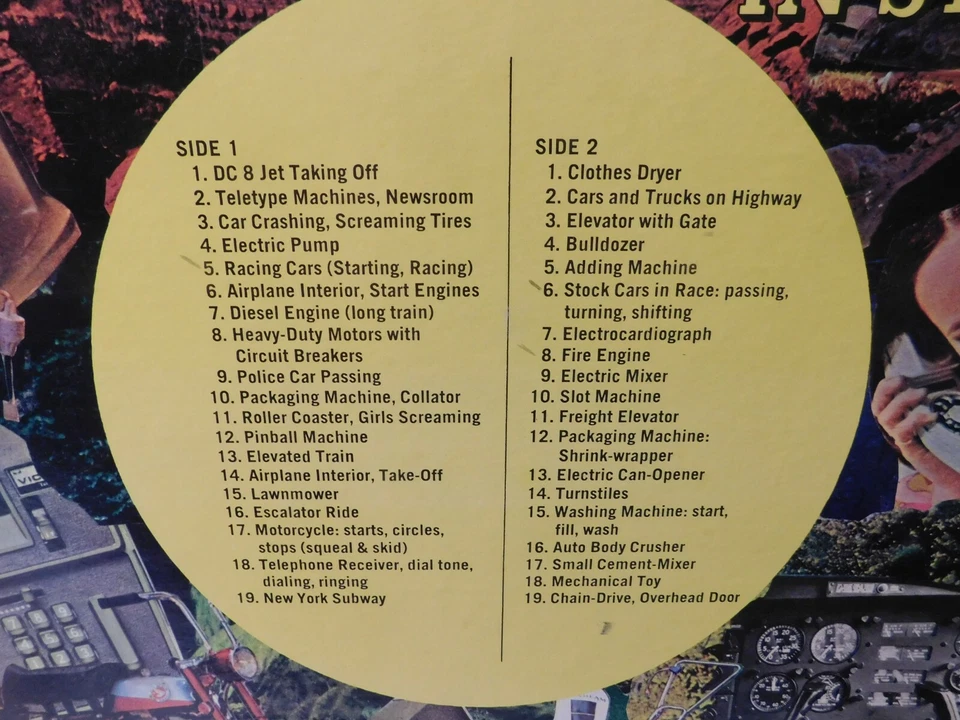 IN ST
SIDE 1
1. DC 8 Jet Taking Off
2. Teletype Machines, Newsroom
3. Car Crashing, Screaming Tires
4. Electric Pump
5. Racing Cars (Starting, Racing)
6. Airplane Interior, Start Engines
7. Diesel Engine (long train)
8. Heavy-Duty Motors with
Circuit Breakers
9. Police Car Passing
10. Packaging Machine, Collator
11. Roller Coaster, Girls Screaming
12. Pinball Machine
13. Elevated Train
14. Airplane Interior, Take-Off
15. Lawnmower
16. Escalator Ride
17. Motorcycle: starts, circles,
stops (squeal & skid)
18. Telephone Receiver, dial tone,
dialing, ringing
19. New York Subway
SIDE 2
1. Clothes Dryer
2. Cars and Trucks on Highway
3. Elevator with Gate
4. Bulldozer
5. Adding Machine
6. Stock Cars in Race: passing,
turning, shifting
7. Electrocardiograph
8. Fire Engine
9. Electric Mixer
10. Slot Machine
11. Freight Elevator
12. Packaging Machine:
Shrink-wrapper
13. Electric Can-Opener
14. Turnstiles
15. Washing Machine: start,
fill, wash
16. Auto Body Crusher
17. Small Cement-Mixer
18. Mechanical Toy
19. Chain-Drive, Overhead Door